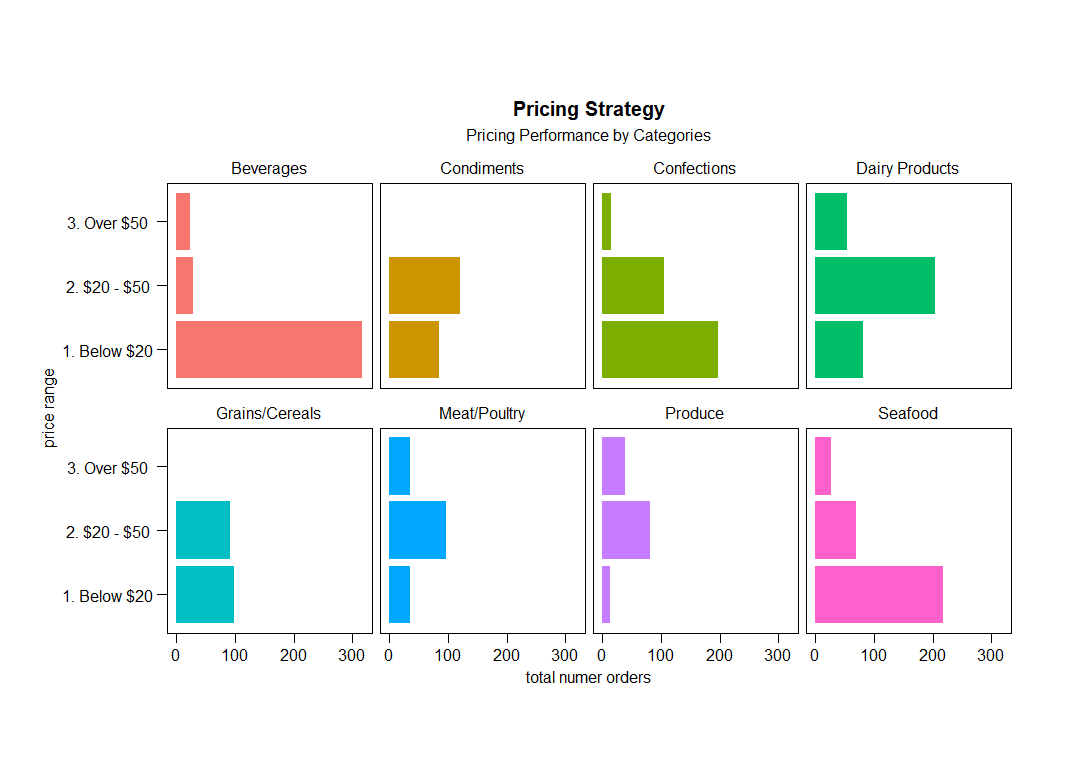 Pricing Strategy
Pricing Performance by Categories
Beverages
Condiments
Confections
Dairy Products
3. Over $50
2. $20 - $50
1. Below $20
price range
Grains/Cereals
Meat/Poultry
Produce
Seafood
3. Over $50
2. $20 - $50
1. Below $20
0 100 200 300 0 100 200 300 0 100 200 300 0 100 200 300
total numer orders